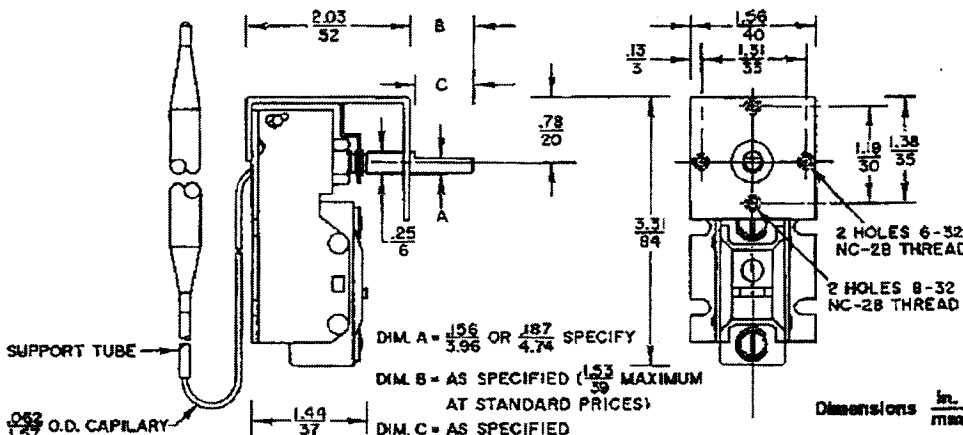 2.03
52
B
1.56
40
.13
3
1.31
33
C
.78
20
1.19
30
1.38
35
A
.25
6
3.31
84
2 HOLES 6-32
NC-2B THREAD
2 HOLES 8-32
NC-2B THREAD
DIM. A = .156/3.96 OR .187/4.74 SPECIFY
SUPPORT TUBE
DIM. B = AS SPECIFIED (1.53/39 MAXIMUM
AT STANDARD PRICES)
O.D. CAPILARY
1.44
37
DIM. C = AS SPECIFIED
Dimensions in.